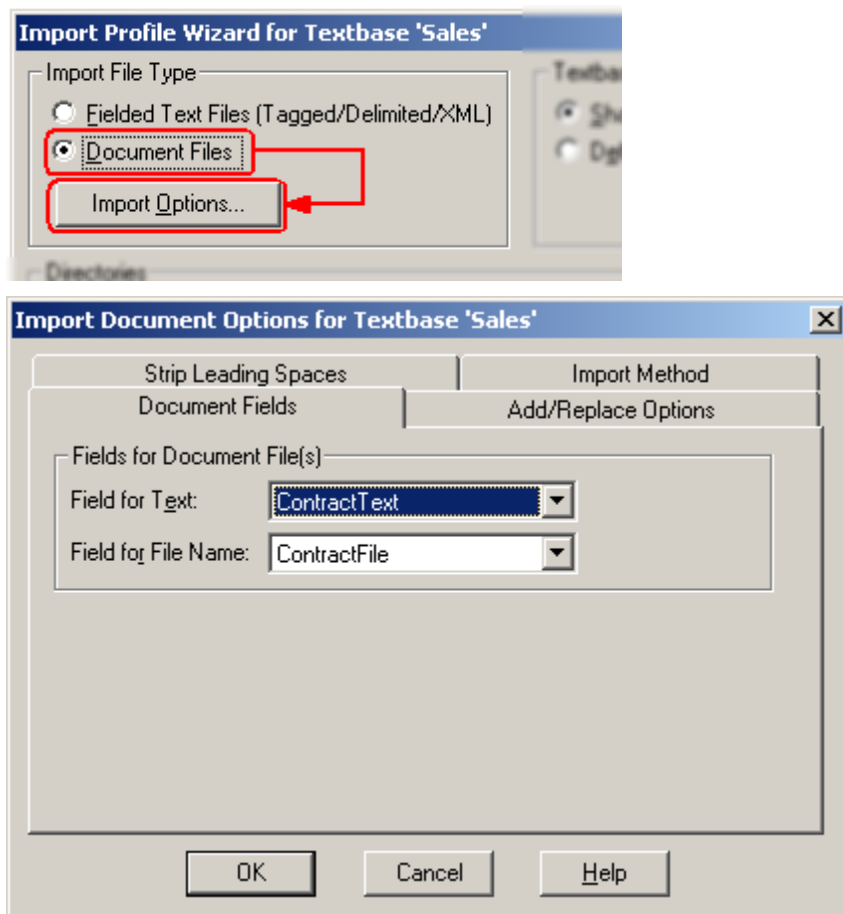 Import Profile Wizard for Textbase 'Sales'
Import File Type
Fielded Text Files (Tagged/Delimited/XML)
Document Files
Import Options...
Directories
Import Document Options for Textbase 'Sales'
Strip Leading Spaces Import Method
Document Fields Add/Replace Options
Fields for Document File(s)
Field for Text: ContractText
Field for File Name: ContractFile
OK Cancel Help